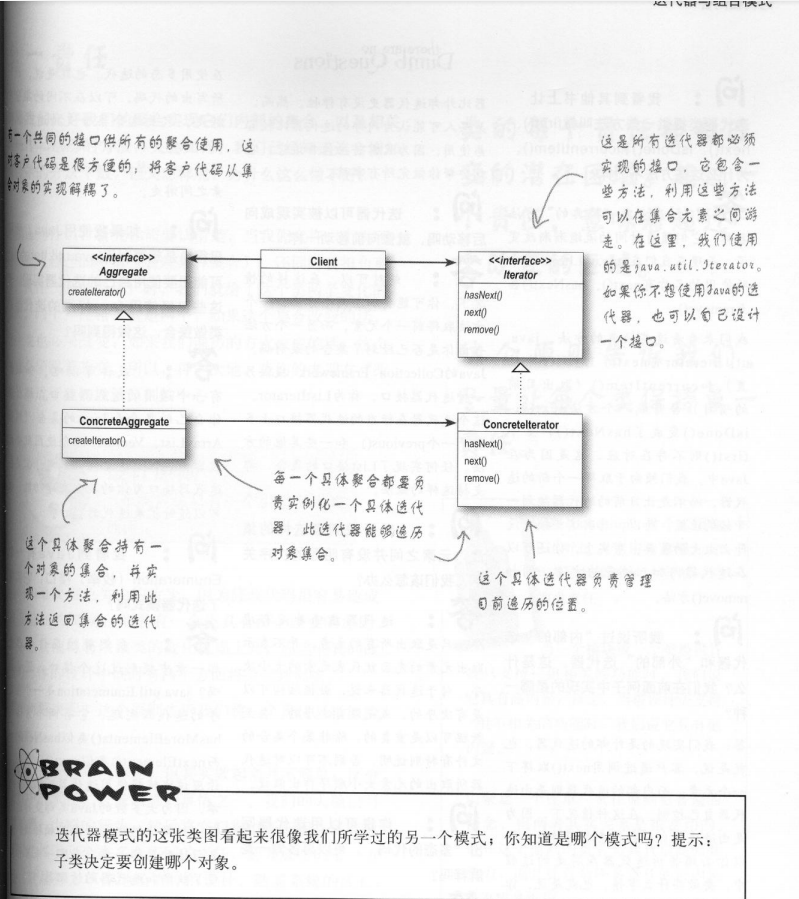 迭代器与组合模式
一个共同的接口供所有的聚合使用，这
对客户代码是很方便的，将客户代码从集
合对象的实现解耦了。
这是所有迭代器都必须
实现的接口，它包含一
些方法，利用这些方法
可以在集合元素之间游
走。在这里，我们使用
的是java.util.Iterator。
如果你不想使用Java的迭
代器，也可以自己设计
一个接口。
<<interface>>
Aggregate
createIterator()
Client
<<interface>>
Iterator
hasNext()
next()
remove()
ConcreteAggregate
createIterator()
ConcreteIterator
hasNext()
next()
remove()
每一个具体聚合都要负
责实例化一个具体迭代
器，此迭代器能够遍历
对象集合。
这个具体聚合持有一
个对象的集合，并实
现一个方法，利用此
方法返回集合的迭代
器。
这个具体迭代器负责管理
目前遍历的位置。
BRAIN
POWER
迭代器模式的这张类图看起来很像我们所学过的另一个模式；你知道是哪个模式吗？提示：
子类决定要创建哪个对象。